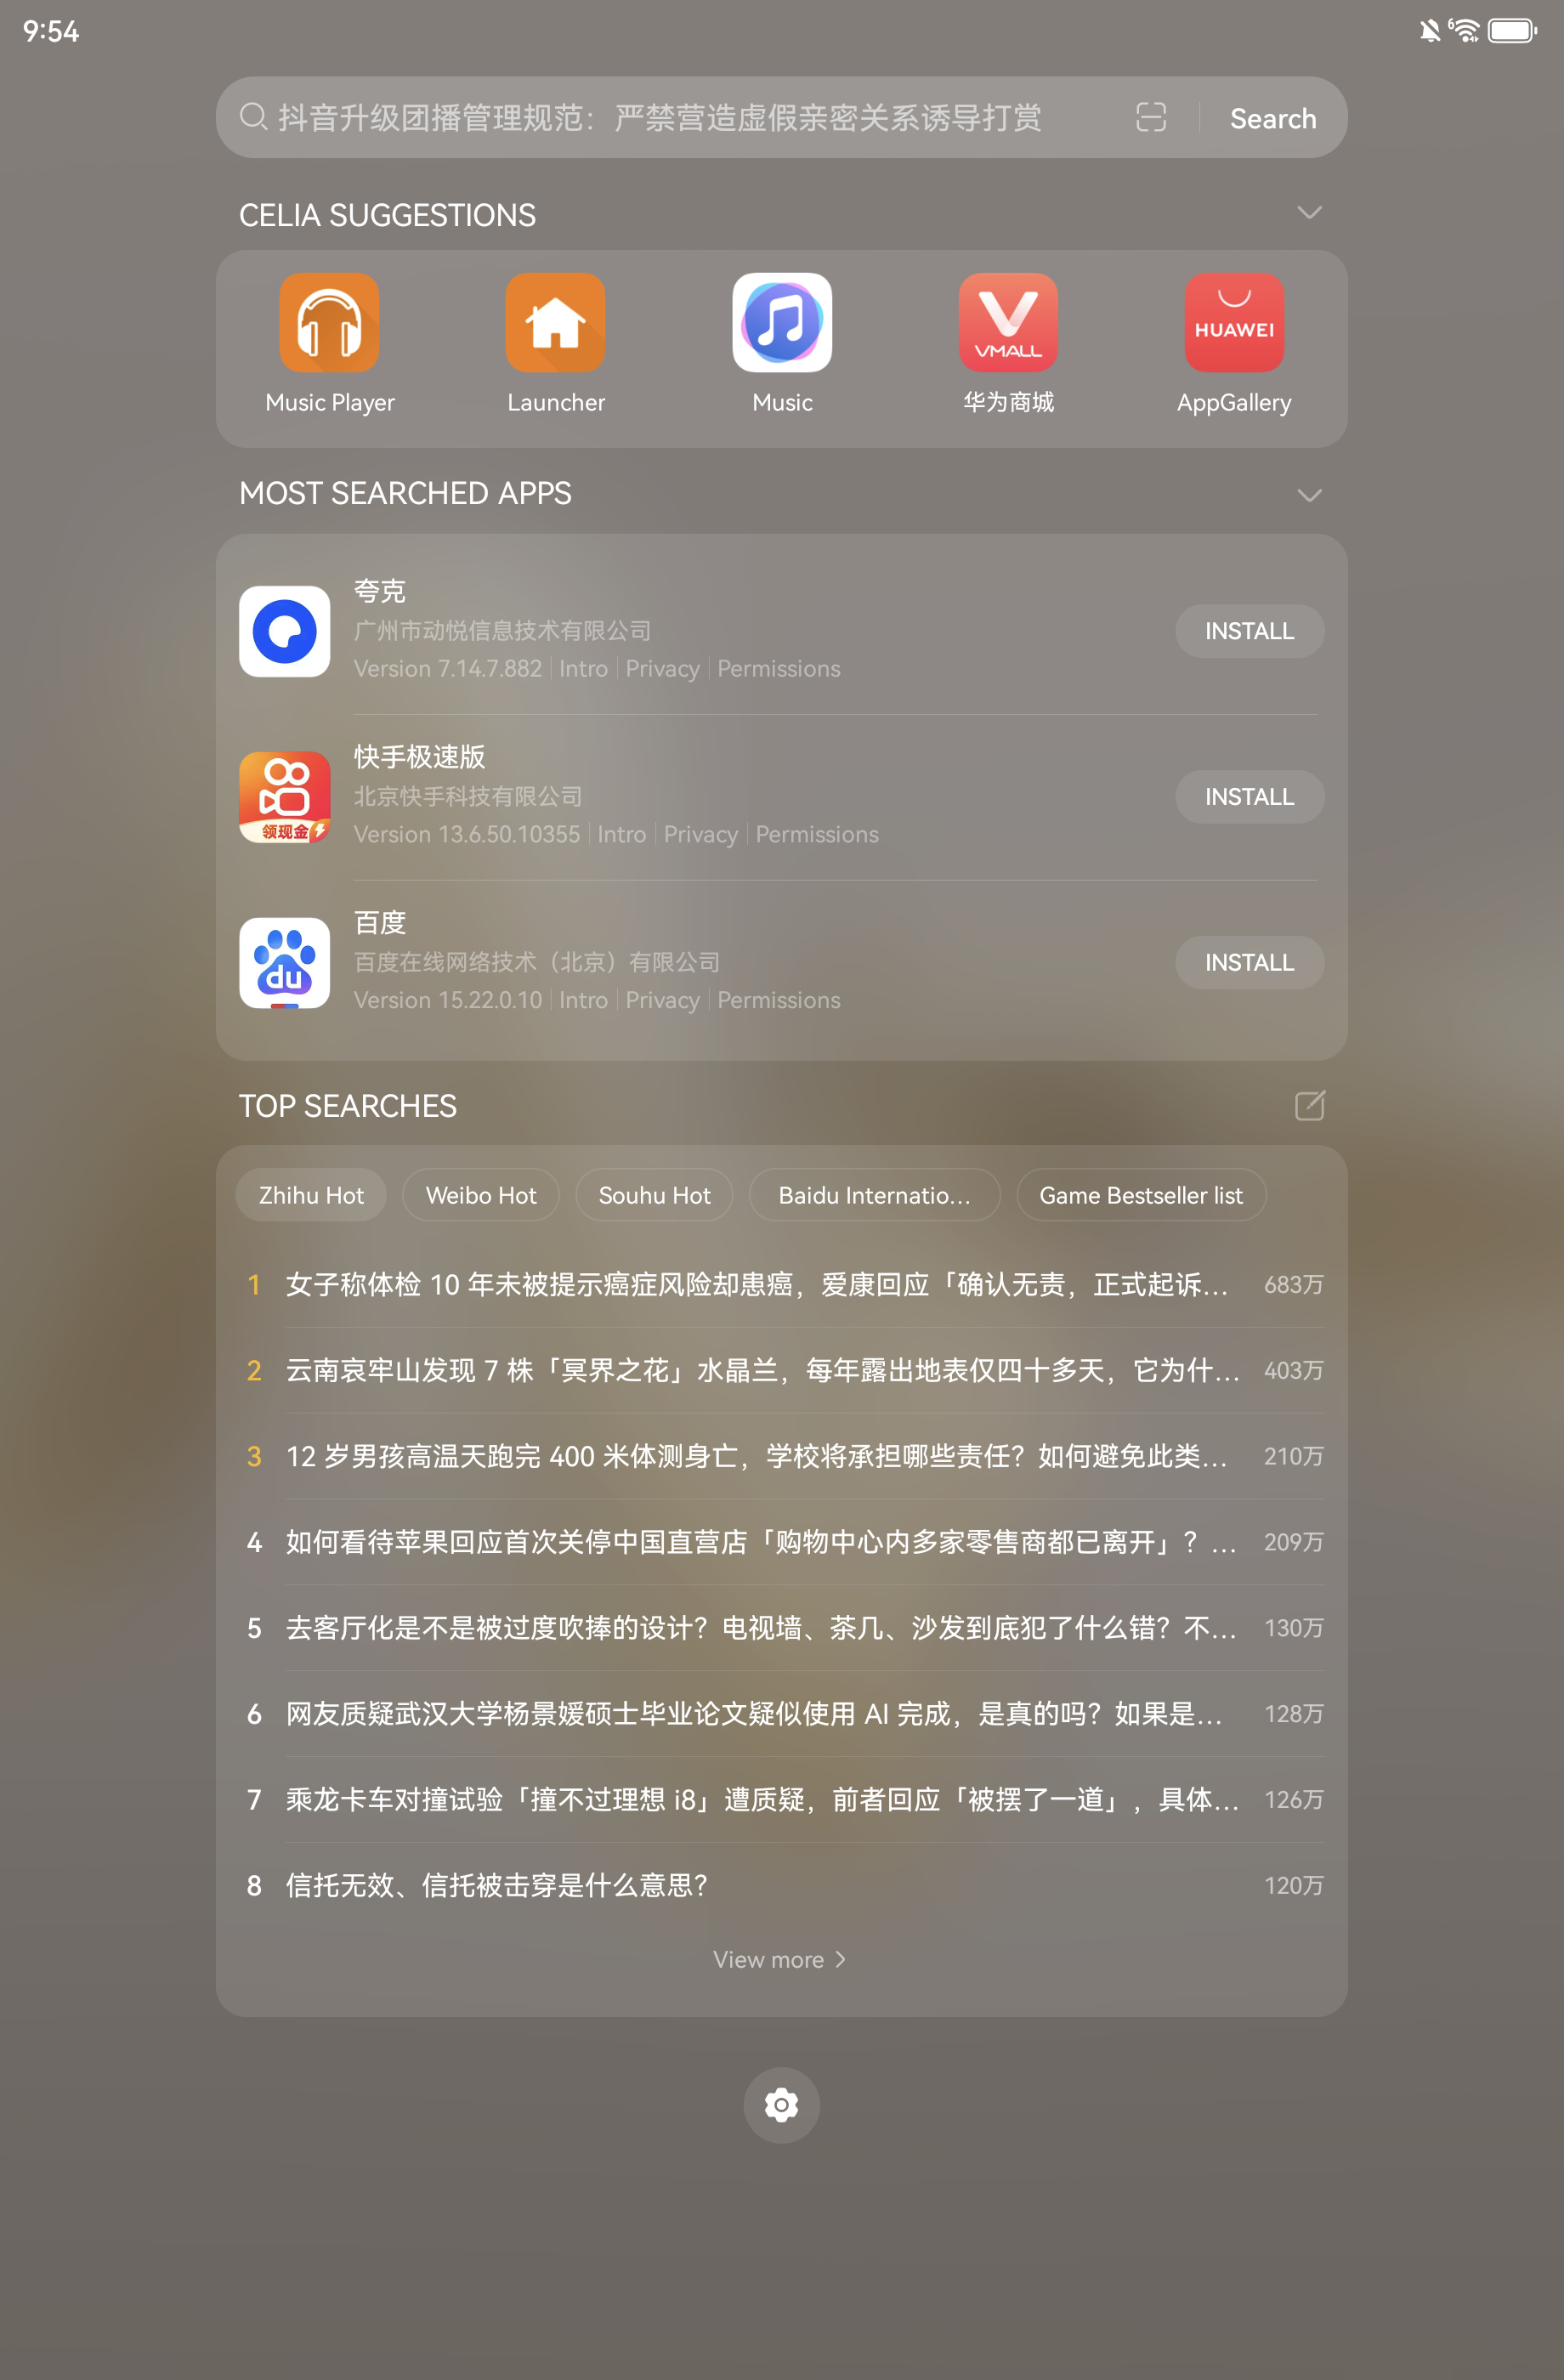 9:54
6
抖音升级团播管理规范：严禁营造虚假亲密关系诱导打赏
Search
CELIA SUGGESTIONS
VMALL
HUAWEI
Music Player
Launcher
Music
华为商城
AppGallery
MOST SEARCHED APPS
夸克
广州市动悦信息技术有限公司
Version 7.14.7.882 | Intro | Privacy | Permissions
INSTALL
快手极速版
北京快手科技有限公司
Version 13.6.50.10355 | Intro | Privacy | Permissions
领现金
INSTALL
百度
百度在线网络技术（北京）有限公司
Version 15.22.0.10 | Intro | Privacy | Permissions
du
INSTALL
TOP SEARCHES
Zhihu Hot
Weibo Hot
Souhu Hot
Baidu Internatio...
Game Bestseller list
1 女子称体检 10 年未被提示癌症风险却患癌，爱康回应「确认无责，正式起诉... 683万
2 云南哀牢山发现 7 株「冥界之花」水晶兰，每年露出地表仅四十多天，它为什... 403万
3 12 岁男孩高温天跑完 400 米体测身亡，学校将承担哪些责任？如何避免此类... 210万
4 如何看待苹果回应首次关停中国直营店「购物中心内多家零售商都已离开」？... 209万
5 去客厅化是不是被过度吹捧的设计？电视墙、茶几、沙发到底犯了什么错？不... 130万
6 网友质疑武汉大学杨景媛硕士毕业论文疑似使用 AI 完成，是真的吗？如果是... 128万
7 乘龙卡车对撞试验「撞不过理想 i8」遭质疑，前者回应「被摆了一道」，具体... 126万
8 信托无效、信托被击穿是什么意思？ 120万
View more